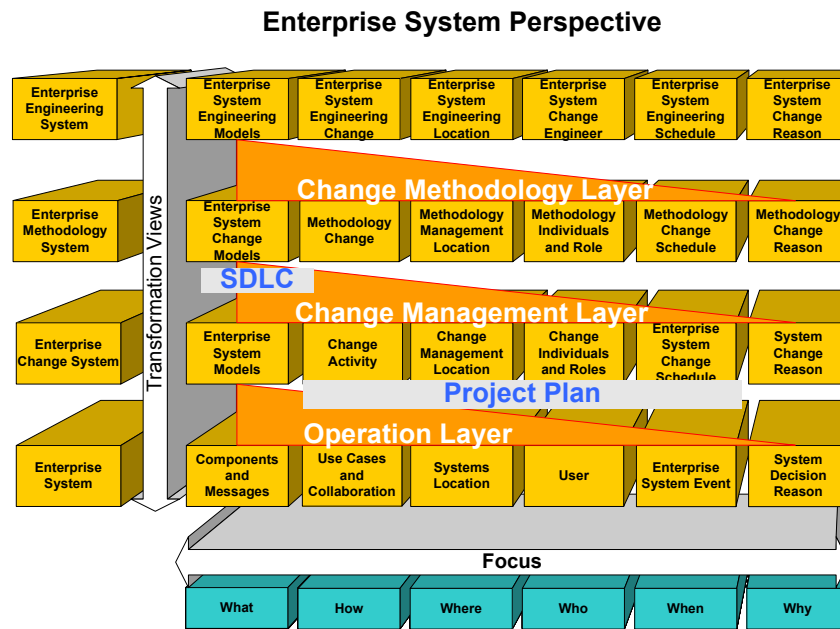 Enterprise System Perspective
Enterprise
Engineering
System
Enterprise
System
Engineering
Models
Enterprise
System
Engineering
Change
Enterprise
System
Engineering
Location
Enterprise
System
Change
Engineer
Enterprise
System
Engineering
Schedule
Enterprise
System
Change
Reason
Change Methodology Layer
Enterprise
Methodology
System
Enterprise
System
Change
Models
Methodology
Change
Methodology
Management
Location
Methodology
Individuals
and Role
Methodology
Change
Schedule
Methodology
Change
Reason
Transformation Views
SDLC
Change Management Layer
Enterprise
Change System
Enterprise
System
Models
Change
Activity
Change
Management
Location
Change
Individuals
and Roles
Enterprise
System
Change
Schedule
System
Change
Reason
Project Plan
Operation Layer
Enterprise
System
Components
and
Messages
Use Cases
and
Collaboration
Systems
Location
User
Enterprise
System Event
System
Decision
Reason
Focus
What
How
Where
Who
When
Why